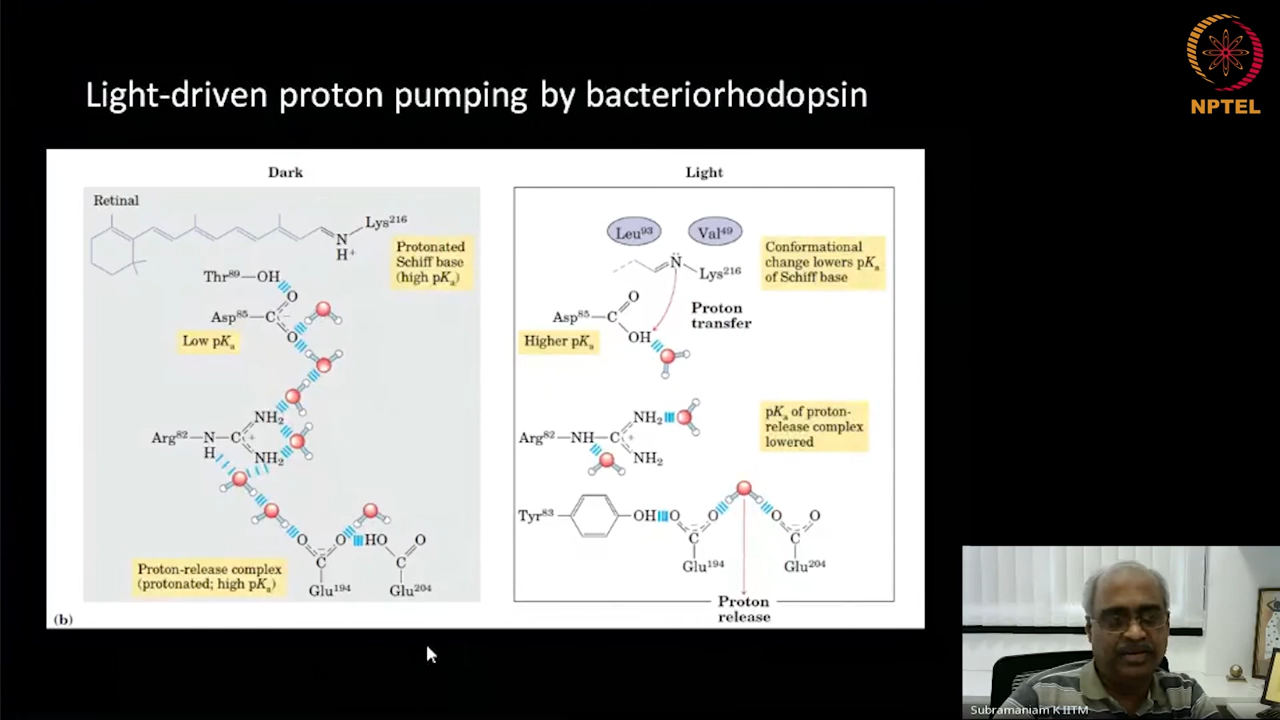 Light-driven proton pumping by bacteriorhodopsin
NPTEL
Dark
Retinal
Lys²¹⁶
N
H⁺
Protonated
Schiff base
(high pKₐ)
Thr⁸⁹—OH
O
Asp⁸⁵—C
O
Low pKₐ
NH₂
Arg⁸²—N—C
H
NH₂
O
O
HO
O
C
C
Glu¹⁹⁴
Glu²⁰⁴
Proton-release complex
(protonated; high pKₐ)
(b)
Light
Leu⁹³
Val⁴⁹
N
Lys²¹⁶
Conformational
change lowers pKₐ
of Schiff base
O
Asp⁸⁵—C
OH
Proton
transfer
Higher pKₐ
NH₂
Arg⁸²—NH—C
NH₂
pKₐ of proton-
release complex
lowered
Tyr⁸³
OH
O
O
O
O
C
C
Glu¹⁹⁴
Glu²⁰⁴
Proton
release
Subramaniam K IITM